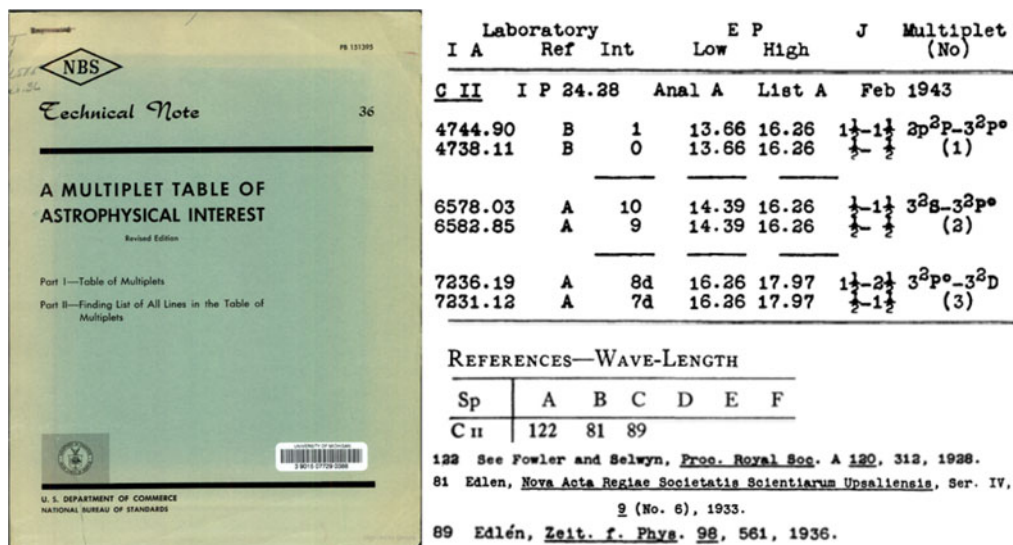 PB 151395
NBS
Technical Note
36
A MULTIPLET TABLE OF
ASTROPHYSICAL INTEREST
Revised Edition
Part I—Table of Multiplets
Part II—Finding List of All Lines in the Table of
Multiplets
UNIVERSITY OF MICHIGAN
U. S. DEPARTMENT OF COMMERCE
NATIONAL BUREAU OF STANDARDS
Laboratory E P J Multiplet
I A Ref Int Low High (No)
C II I P 24.28 Anal A List A Feb 1943
4744.90 B 1 13.66 16.26 1½-1½ 2p²P-3²P°
4738.11 B 0 13.66 16.26 ½- ½ (1)
6578.03 A 10 14.39 16.26 ½-1½ 3²S-3²P°
6582.85 A 9 14.39 16.26 ½- ½ (2)
7236.19 A 8d 16.26 17.97 1½-2½ 3²P°-3²D
7231.12 A 7d 16.26 17.97 ½-1½ (3)
REFERENCES—WAVE-LENGTH
Sp A B C D E F
C II 122 81 89
122 See Fowler and Selwyn, Proc. Royal Soc. A 120, 312, 1928.
81 Edlen, Nova Acta Regiae Societatis Scientiarum Upsaliensis, Ser. IV,
9 (No. 6), 1933.
89 Edlén, Zeit. f. Phys. 98, 561, 1936.